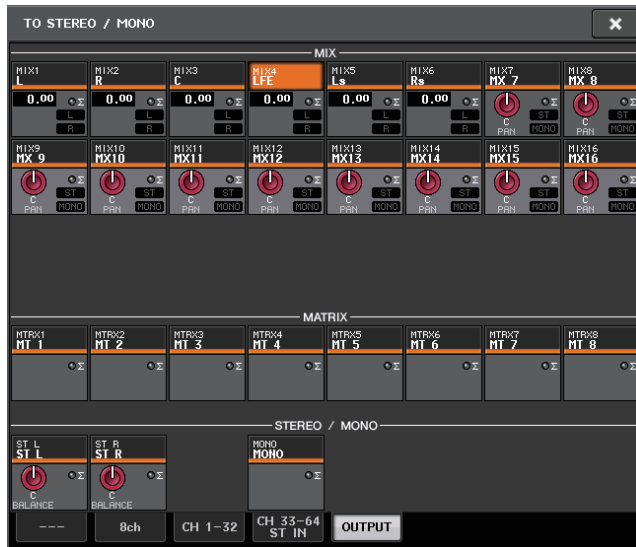 TO STEREO / MONO
MIX
MIX1 MIX2 MIX3 MIX4 MIX5 MIX6 MIX7 MIX8
L R C LFE Ls Rs MX 7 MX 8
0.00 0.00 0.00 0.00 0.00 0.00
Σ Σ Σ Σ Σ Σ Σ Σ
L L L L L L C ST C ST
R R R R R R PAN MONO PAN MONO
MIX9 MIX10 MIX11 MIX12 MIX13 MIX14 MIX15 MIX16
MX 9 MX10 MX11 MX12 MX13 MX14 MX15 MX16
Σ Σ Σ Σ Σ Σ Σ Σ
C ST C ST C ST C ST C ST C ST C ST C ST
PAN MONO PAN MONO PAN MONO PAN MONO PAN MONO PAN MONO PAN MONO PAN MONO
MATRIX
MTRX1 MTRX2 MTRX3 MTRX4 MTRX5 MTRX6 MTRX7 MTRX8
MT 1 MT 2 MT 3 MT 4 MT 5 MT 6 MT 7 MT 8
Σ Σ Σ Σ Σ Σ Σ Σ
STEREO / MONO
ST L ST R MONO
ST L ST R MONO
Σ Σ Σ
C C
BALANCE BALANCE
--- 8ch CH 1-32 CH 33-64 OUTPUT
ST IN